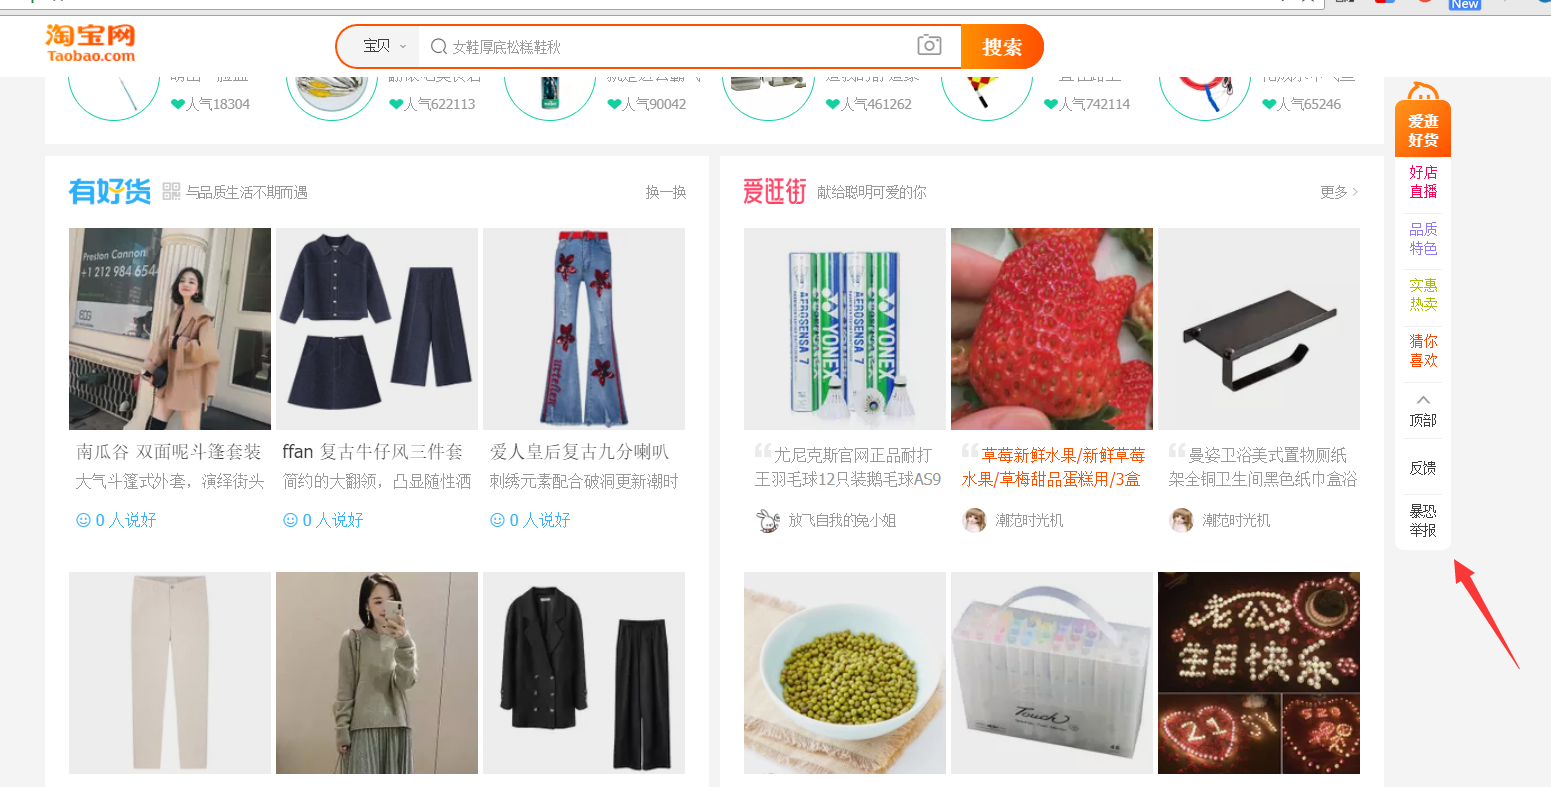 New
淘宝网
Taobao.com
宝贝
女鞋厚底松糕鞋秋
搜索
人气18304
人气622113
人气90042
人气461262
人气742114
人气65246
有好货
与品质生活不期而遇
换一换
Preston Cannon
+1 212 984 654
南瓜谷 双面呢斗篷套装
大气斗篷式外套，演绎街头
0 人说好
ffan 复古牛仔风三件套
简约的大翻领，凸显随性洒
0 人说好
爱人皇后复古九分喇叭
刺绣元素配合破洞更新潮时
0 人说好
爱逛街
献给聪明可爱的你
更多
AEROSENSA 7
YONEX
AEROSENSA 7
YONEX
尤尼克斯官网正品耐打
王羽毛球12只装鹅毛球AS9
放飞自我的兔小姐
草莓新鲜水果/新鲜草莓
水果/草梅甜品蛋糕用/3盒
潮范时光机
曼姿卫浴美式置物厕纸
架全铜卫生间黑色纸巾盒浴
潮范时光机
Touch
48
老公
生日快乐
21
520
爱逛
好货
好店
直播
品质
特色
实惠
热卖
猜你
喜欢
顶部
反馈
暴恐
举报